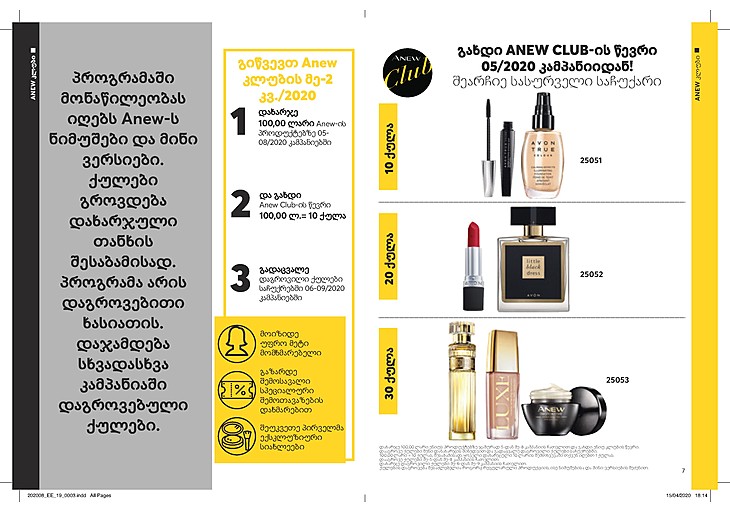 ANEW კლუბი
პროგრამაში
მონაწილეობას
იღებს Anew-ს
ნიმუშები და მინი
ვერსიები.
ქულები
გროვდება
დახარჯული
თანხის
შესაბამისად.
პროგრამა არის
დაგროვებითი
ხასიათის.
დაჯამდება
სხვადასხვა
კამპანიაში
დაგროვებული
ქულები.
გიწვევთ Anew
კლუბის მე-2
კვ./2020
1
დახარჯე
100,00 ლარი Anew-ის
პროდუქტებზე 05-
08/2020 კამპანიებში
2
და გახდი
Anew Club-ის წევრი
100,00 ლ.= 10 ქულა
3
გადაცვალე
დაგროვილი ქულები
საჩუქრებში 06-09/2020
კამპანიებში
მოიზიდე
უფრო მეტი
მომხმარებელი
გაზარდე
შემოსავალი
სპეციალური
შემოთავაზების
დახმარებით
შეუკვეთე პირველმა
ექსკლუზიური
სიახლეები
ANEW
Club
გახდი ANEW CLUB-ის წევრი
05/2020 კამპანიიდან!
შეარჩიე სასურველი საჩუქარი
10 ქულა
AVON
TRUE
COLOUR
25051
20 ქულა
little
black
dress
AVON
25052
30 ქულა
LUXE
ANEW
25053
7
ANEW კლუბი
202008_EE_19_0003.indd All Pages
15/04/2020 18:14